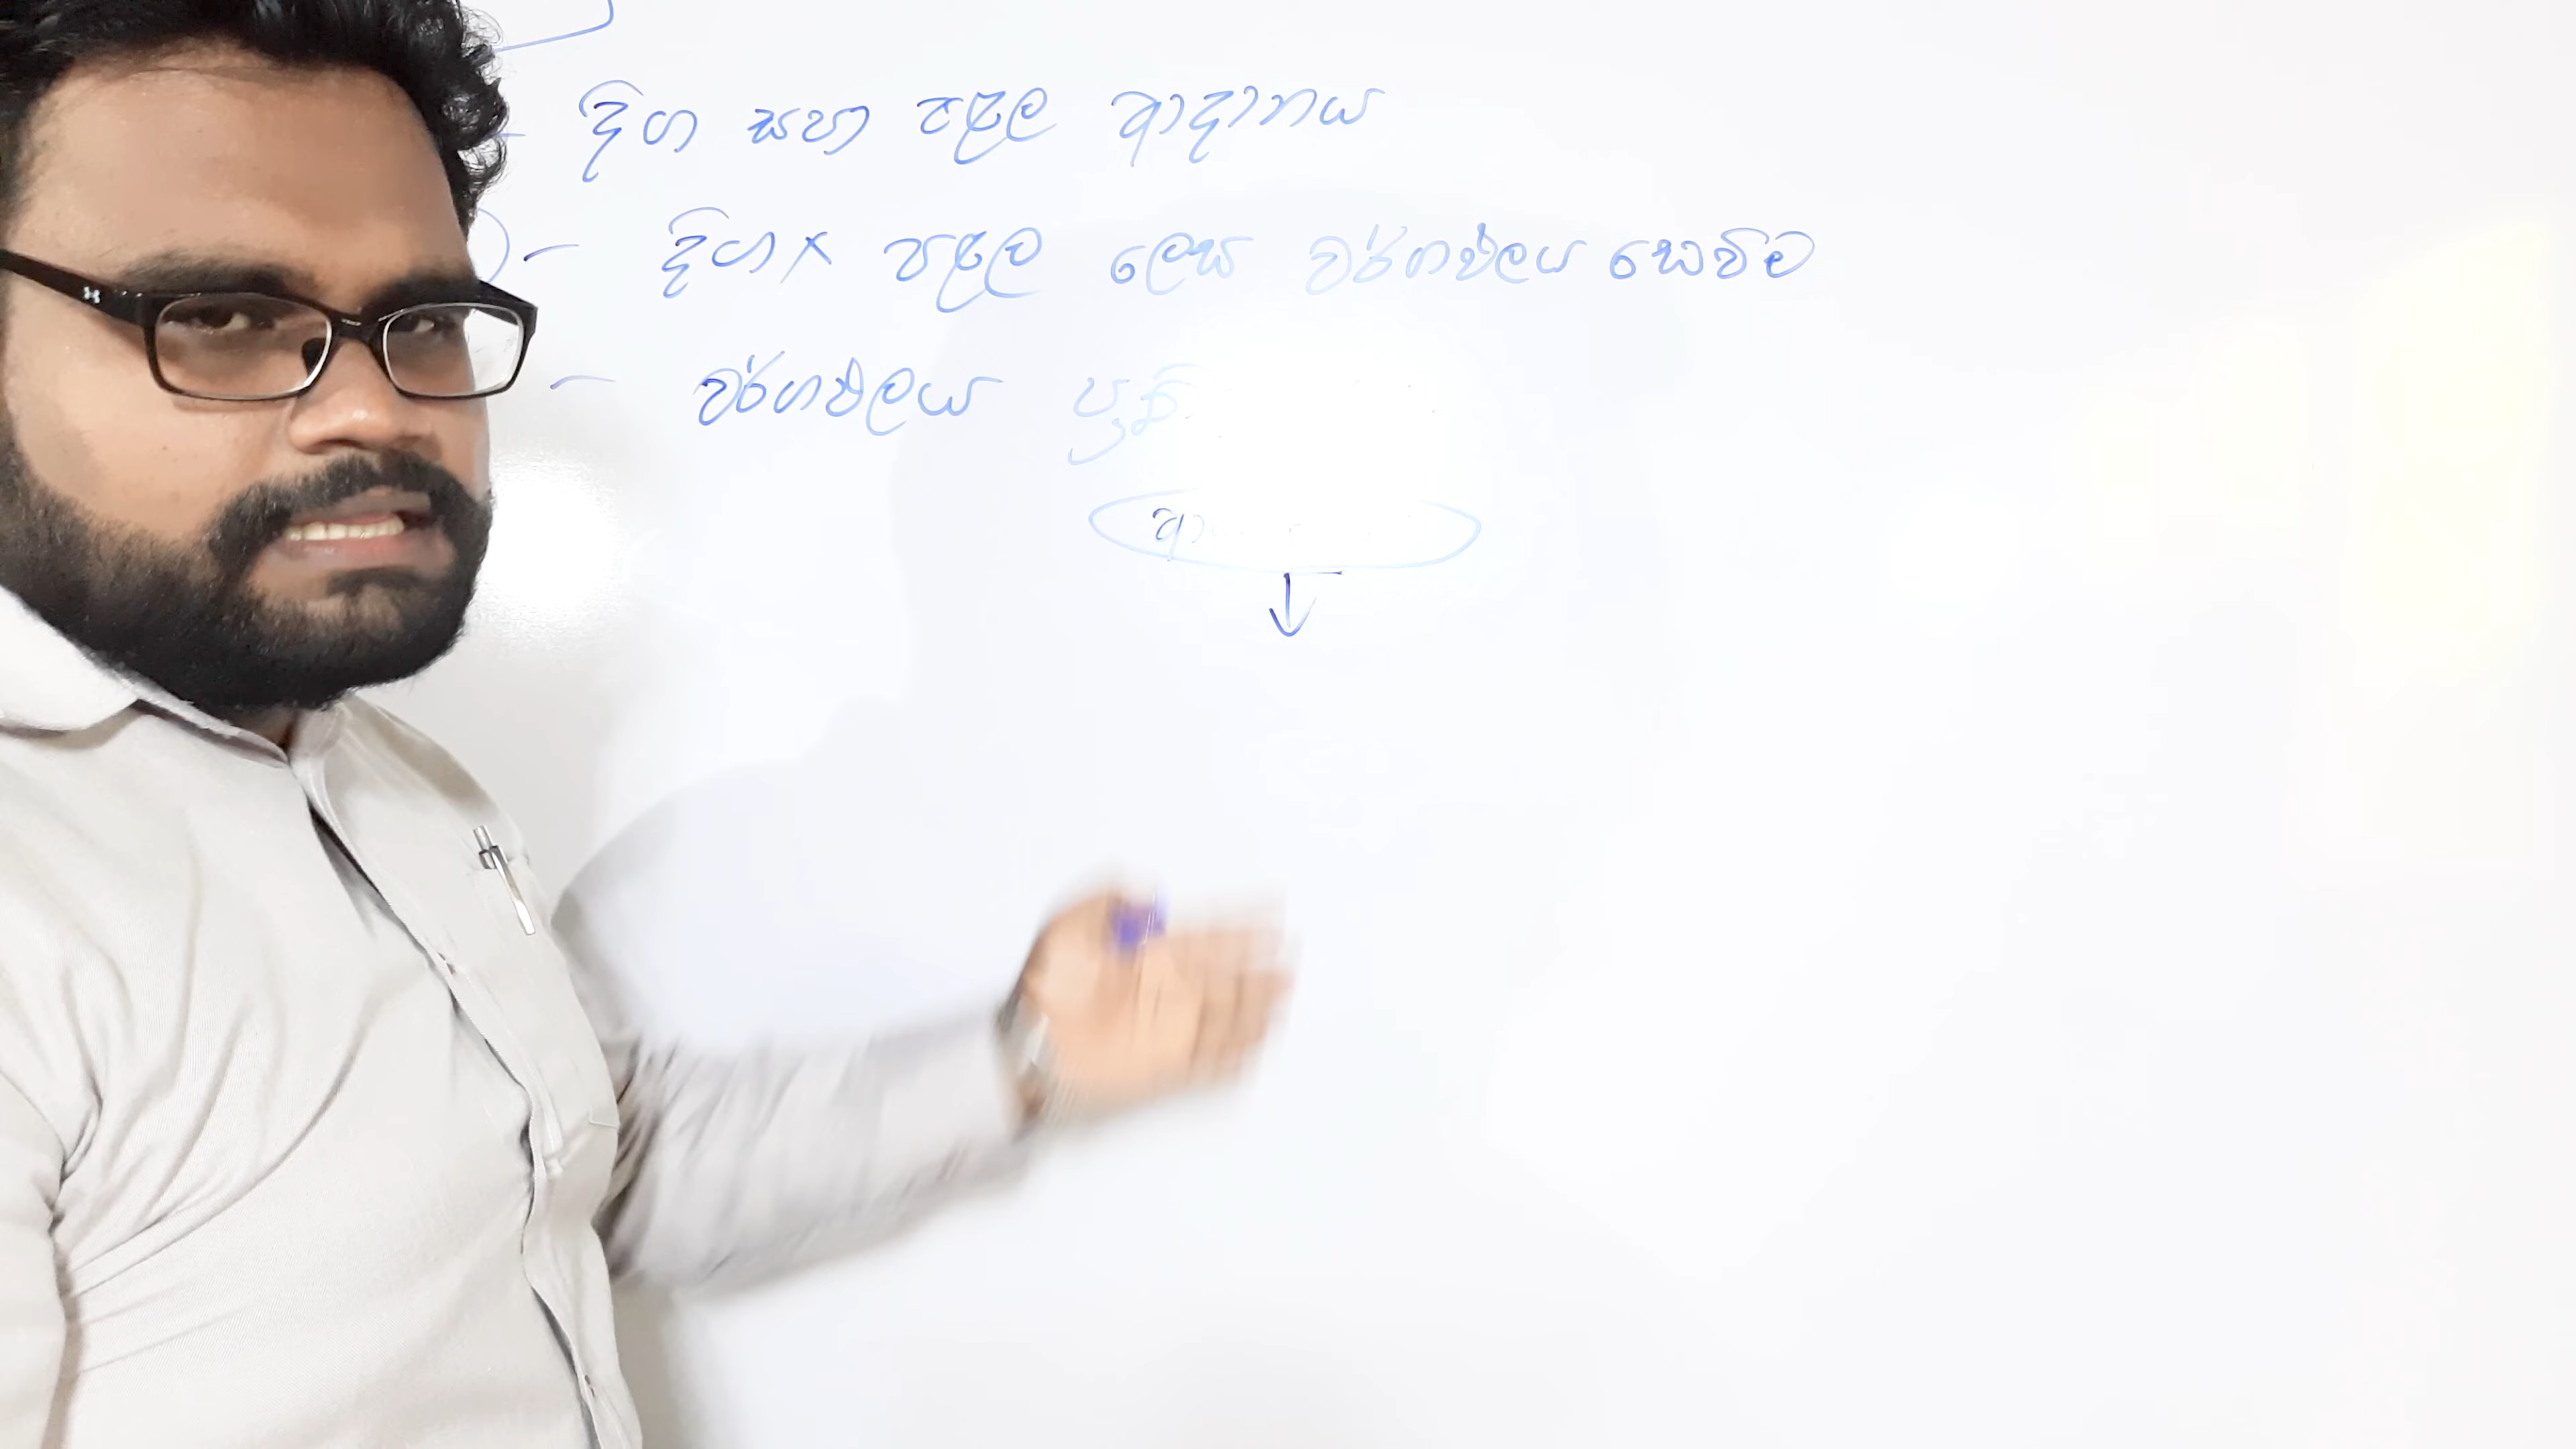 - දිග සහ පළල ආදානය
- දිග x පළල ලෙස වර්ගඵලය සෙවීම
- වර්ගඵලය